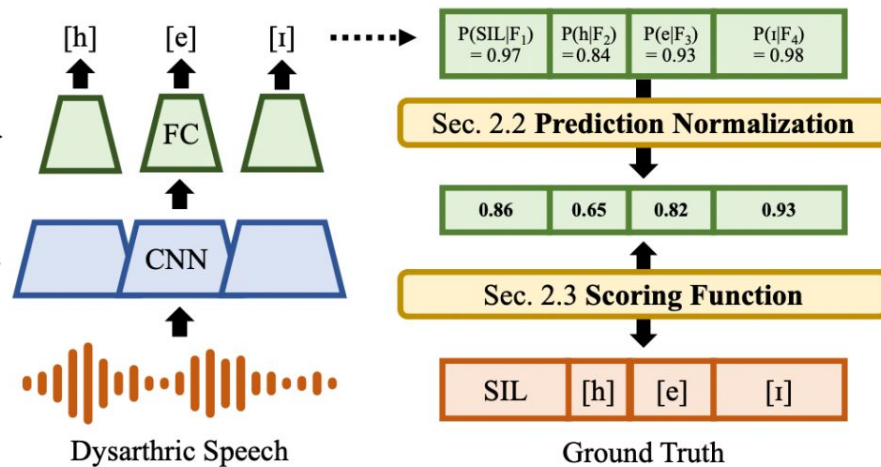 [h] [e] [ɪ]
FC
CNN
Dysarthric Speech
P(SIL|F₁) = 0.97
P(h|F₂) =0.84
P(e|F₃) = 0.93
P(ɪ|F₄) = 0.98
Sec. 2.2 Prediction Normalization
0.86 0.65 0.82 0.93
Sec. 2.3 Scoring Function
SIL [h] [e] [ɪ]
Ground Truth